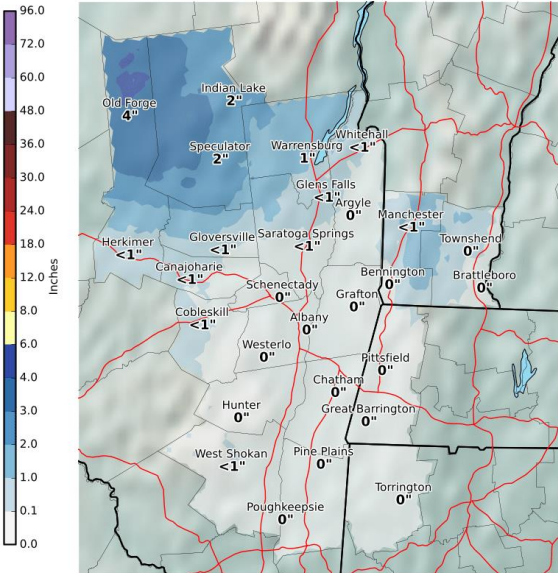 96.0
72.0
60.0
48.0
36.0
30.0
24.0
18.0
12.0
8.0
6.0
4.0
3.0
2.0
1.0
0.1
0.0
Inches
Old Forge
4"
Indian Lake
2"
Speculator
2"
Warrensburg
1"
Whitehall
<1"
Glens Falls
<1"
Argyle
0"
Manchester
<1"
Herkimer
<1"
Gloversville
<1"
Saratoga Springs
<1"
Townshend
0"
Canajoharie
<1"
Schenectady
0"
Bennington
0"
Brattleboro
0"
Grafton
0"
Cobleskill
<1"
Albany
0"
Westerlo
0"
Pittsfield
0"
Chatham
0"
Hunter
0"
Great Barrington
0"
West Shokan
<1"
Pine Plains
0"
Torrington
0"
Poughkeepsie
0"